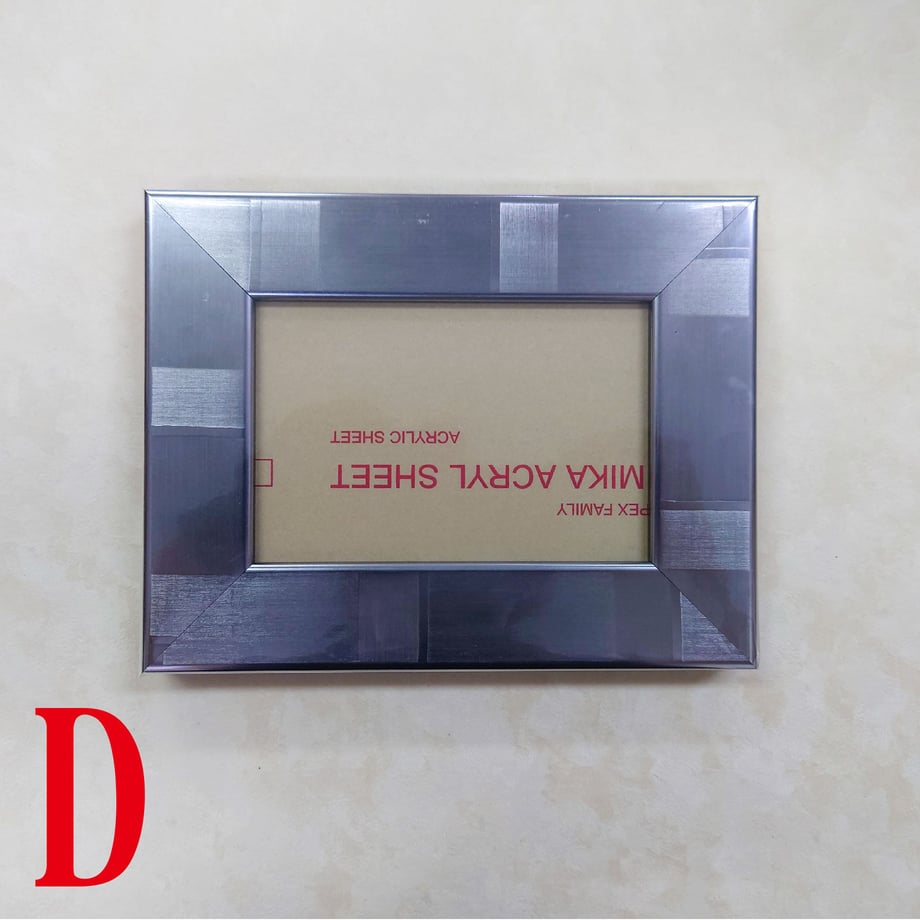 PEX FAMILY
MIKA ACRYL SHEET
ACRYLIC SHEET
D